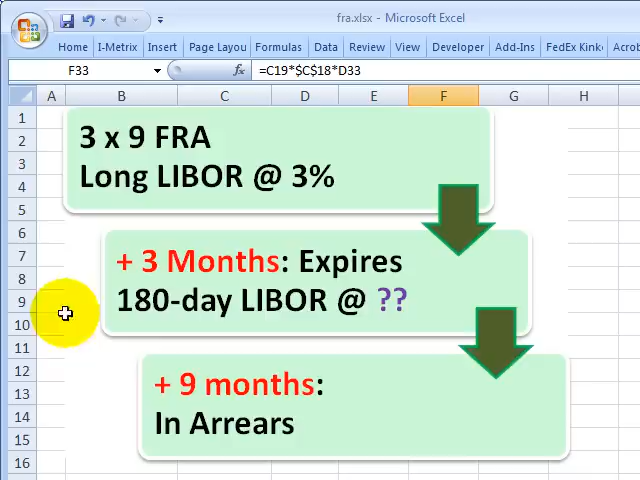 fra.xlsx - Microsoft Excel
Home I-Metrix Insert Page Layou Formulas Data Review View Developer Add-Ins FedEx Kink Acrob
F33 fx =C19*$C$18*D33
A B C D E F G H
1
2
3
4
5
6
7
8
9
10
11
12
13
14
15
16
3 x 9 FRA
Long LIBOR @ 3%
+ 3 Months: Expires
180-day LIBOR @ ??
+ 9 months:
In Arrears